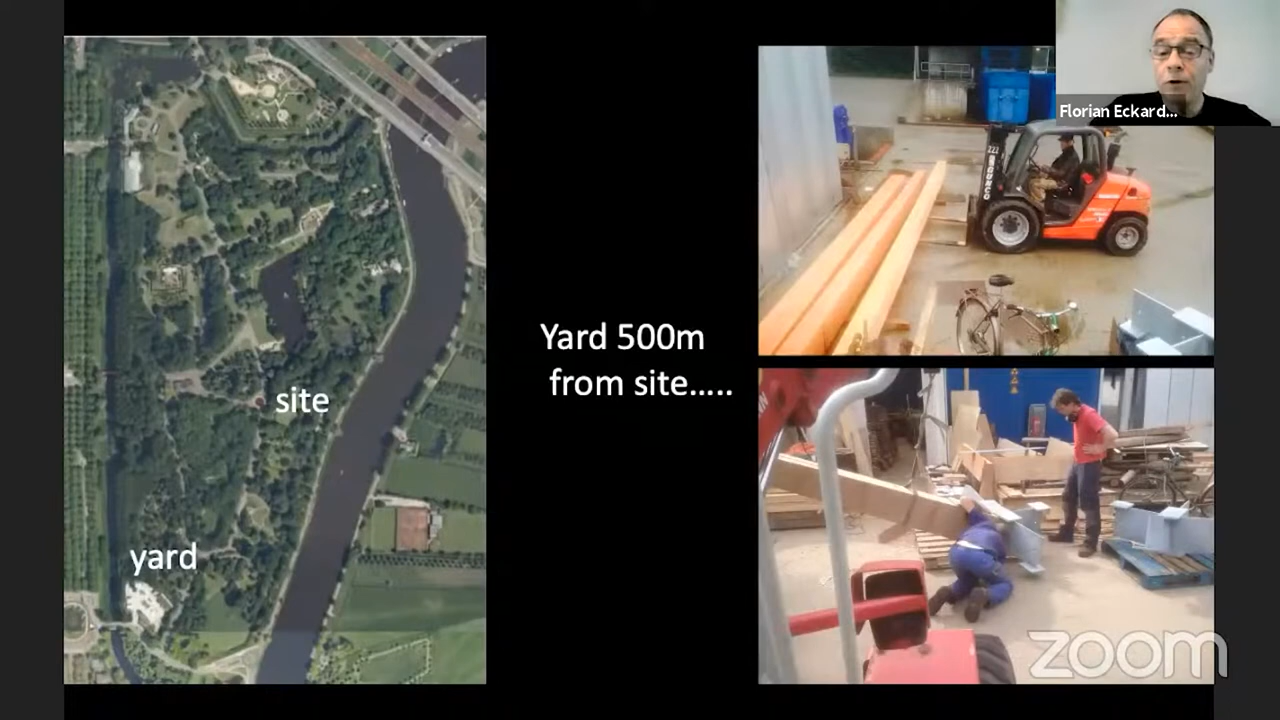 Florian Eckard...
Yard 500m
from site.....
site
yard
zoom